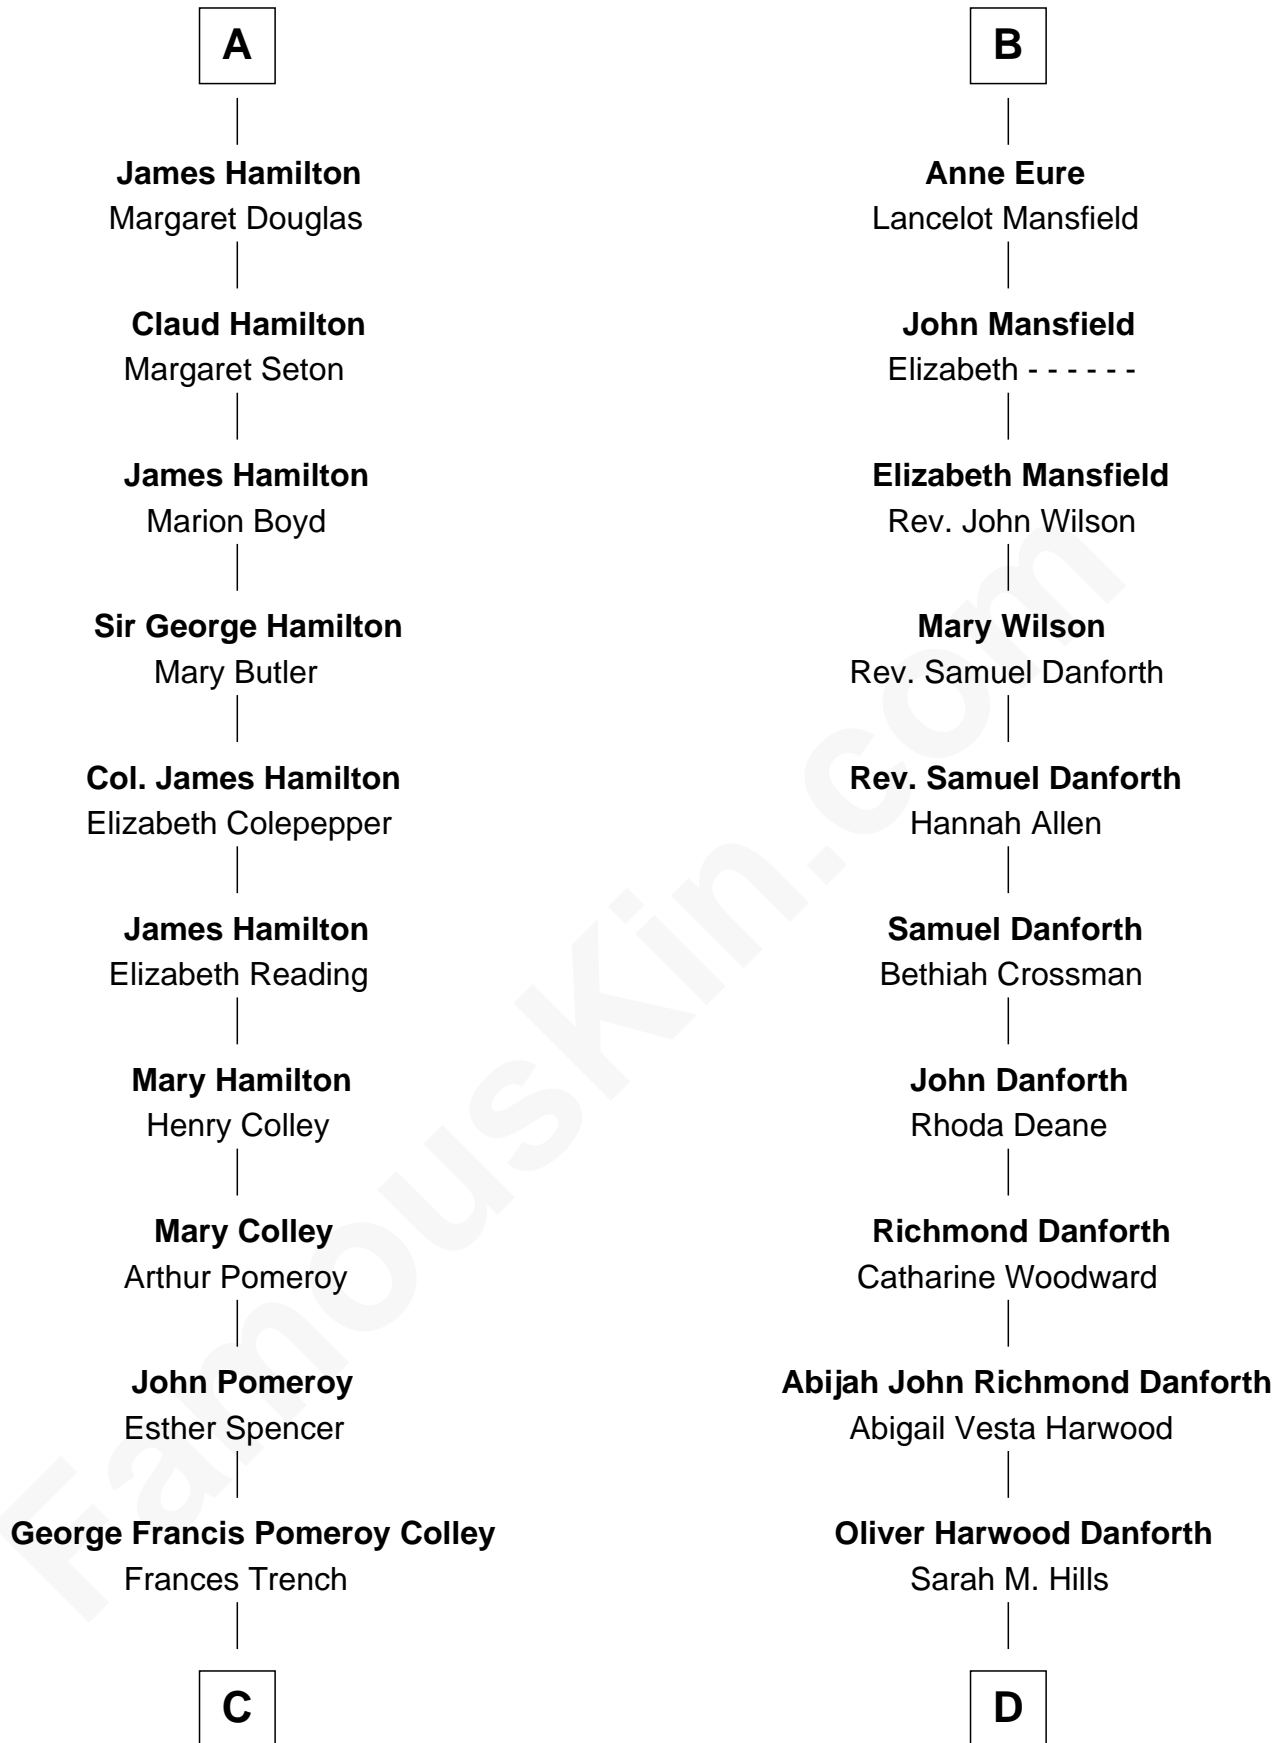 A
James Hamilton
Margaret Douglas
Claud Hamilton
Margaret Seton
James Hamilton
Marion Boyd
Sir George Hamilton
Mary Butler
Col. James Hamilton
Elizabeth Colepepper
James Hamilton
Elizabeth Reading
Mary Hamilton
Henry Colley
Mary Colley
Arthur Pomeroy
John Pomeroy
Esther Spencer
George Francis Pomeroy Colley
Frances Trench
C
B
Anne Eure
Lancelot Mansfield
John Mansfield
Elizabeth - - - - - -
Elizabeth Mansfield
Rev. John Wilson
Mary Wilson
Rev. Samuel Danforth
Rev. Samuel Danforth
Hannah Allen
Samuel Danforth
Bethiah Crossman
John Danforth
Rhoda Deane
Richmond Danforth
Catharine Woodward
Abijah John Richmond Danforth
Abigail Vesta Harwood
Oliver Harwood Danforth
Sarah M. Hills
D
FamousKin.com